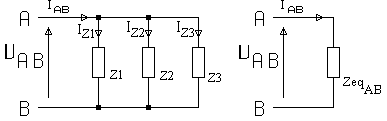 A I_AB I_Z1 I_Z2 I_Z3
U_AB Z1 Z2 Z3
B
A I_AB
U_AB Zeq_AB
B